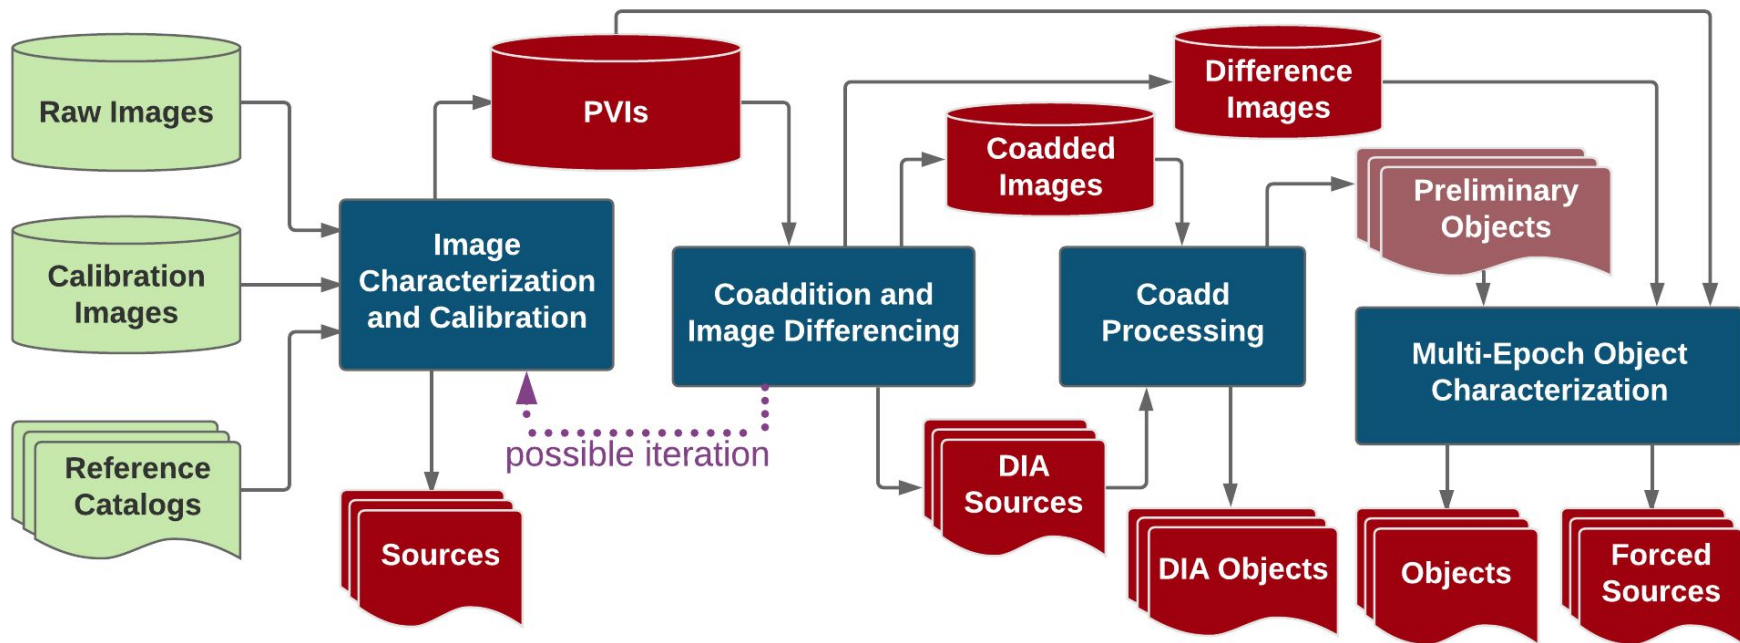 Raw Images
Calibration
Images
Reference
Catalogs
Image
Characterization
and Calibration
Sources
PVIs
possible iteration
Coaddition and
Image Differencing
Coadded
Images
Difference
Images
DIA
Sources
Coadd
Processing
DIA Objects
Preliminary
Objects
Multi-Epoch Object
Characterization
Objects
Forced
Sources